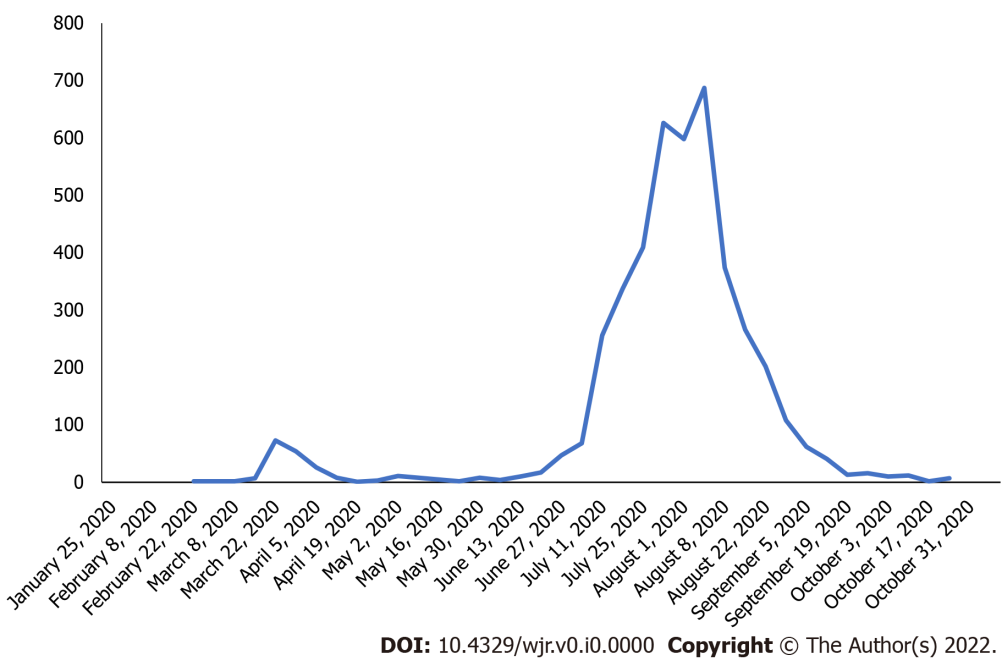 800
700
600
500
400
300
200
100
0
January 25, 2020
February 8, 2020
February 22, 2020
March 8, 2020
March 22, 2020
April 5, 2020
April 19, 2020
May 2, 2020
May 16, 2020
May 30, 2020
June 13, 2020
June 27, 2020
July 11, 2020
July 25, 2020
August 1, 2020
August 8, 2020
August 22, 2020
September 5, 2020
September 19, 2020
October 3, 2020
October 17, 2020
October 31, 2020
DOI: 10.4329/wjr.v0.i0.0000 Copyright © The Author(s) 2022.